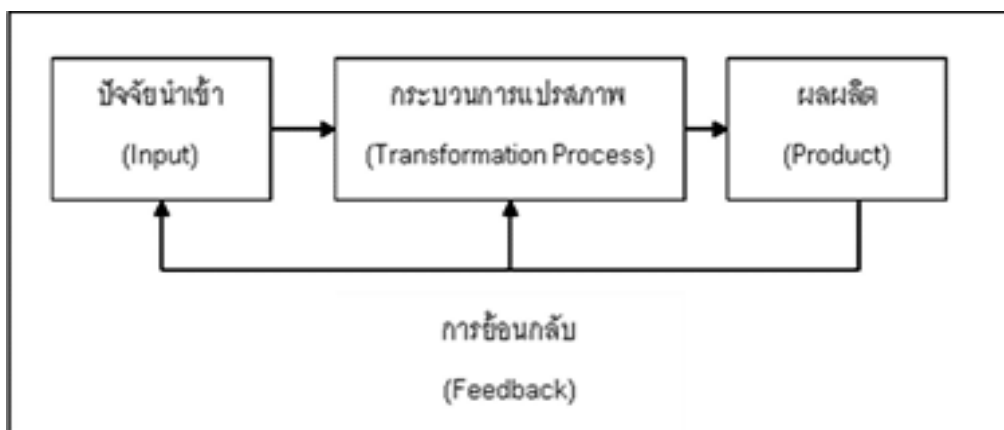 ปัจจัยนำเข้า
(Input)
กระบวนการแปรสภาพ
(Transformation Process)
ผลผลิต
(Product)
การย้อนกลับ
(Feedback)